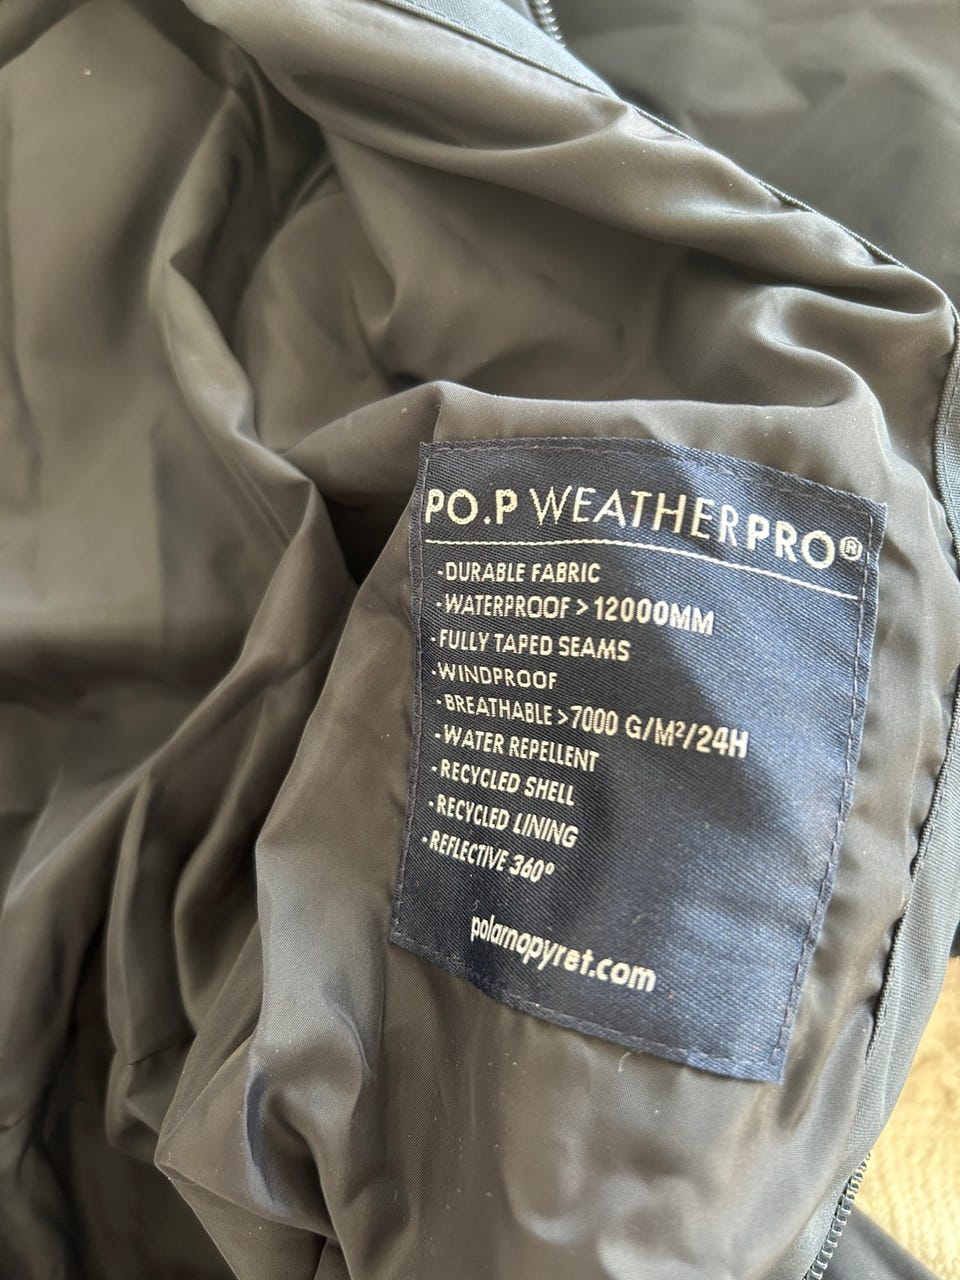 PO.P WEATHERPRO®
-DURABLE FABRIC
-WATERPROOF > 12000MM
-FULLY TAPED SEAMS
-WINDPROOF
-BREATHABLE >7000 G/M²/24H
-WATER REPELLENT
-RECYCLED SHELL
-RECYCLED LINING
-REFLECTIVE 360°
polarnopyret.com